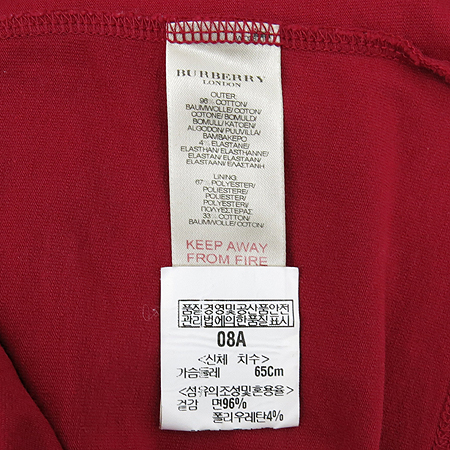 BURBERRY
LONDON
OUTER:
96% COTTON/
BAUMWOLLE/COTON/
COTONE/BOMULD/
BOMULL/KATOEN/
ALGODON/PUUVILLA/
ΒΑΜΒΑΚΕΡΟ
4% ELASTANE/
ELASTHAN/ELASTHANNE/
ELASTAN/ELASTAAN/
ELASTAANI/ELASTAN
LINING:
67% POLYESTER/
POLIESTERE/
POLIESTER/
POLYESTERI/
ΠΟΛΥΕΣΤΕΡΑΣ
33% COTTON/
BAUMWOLLE/COTON/
KEEP AWAY
FROM FIRE
품질경영및공산품안전
관리법에의한품질표시
08A
<신체 치수>
가슴둘레 65Cm
<섬유의조성및혼용율>
겉감 면96%
폴리우레탄4%